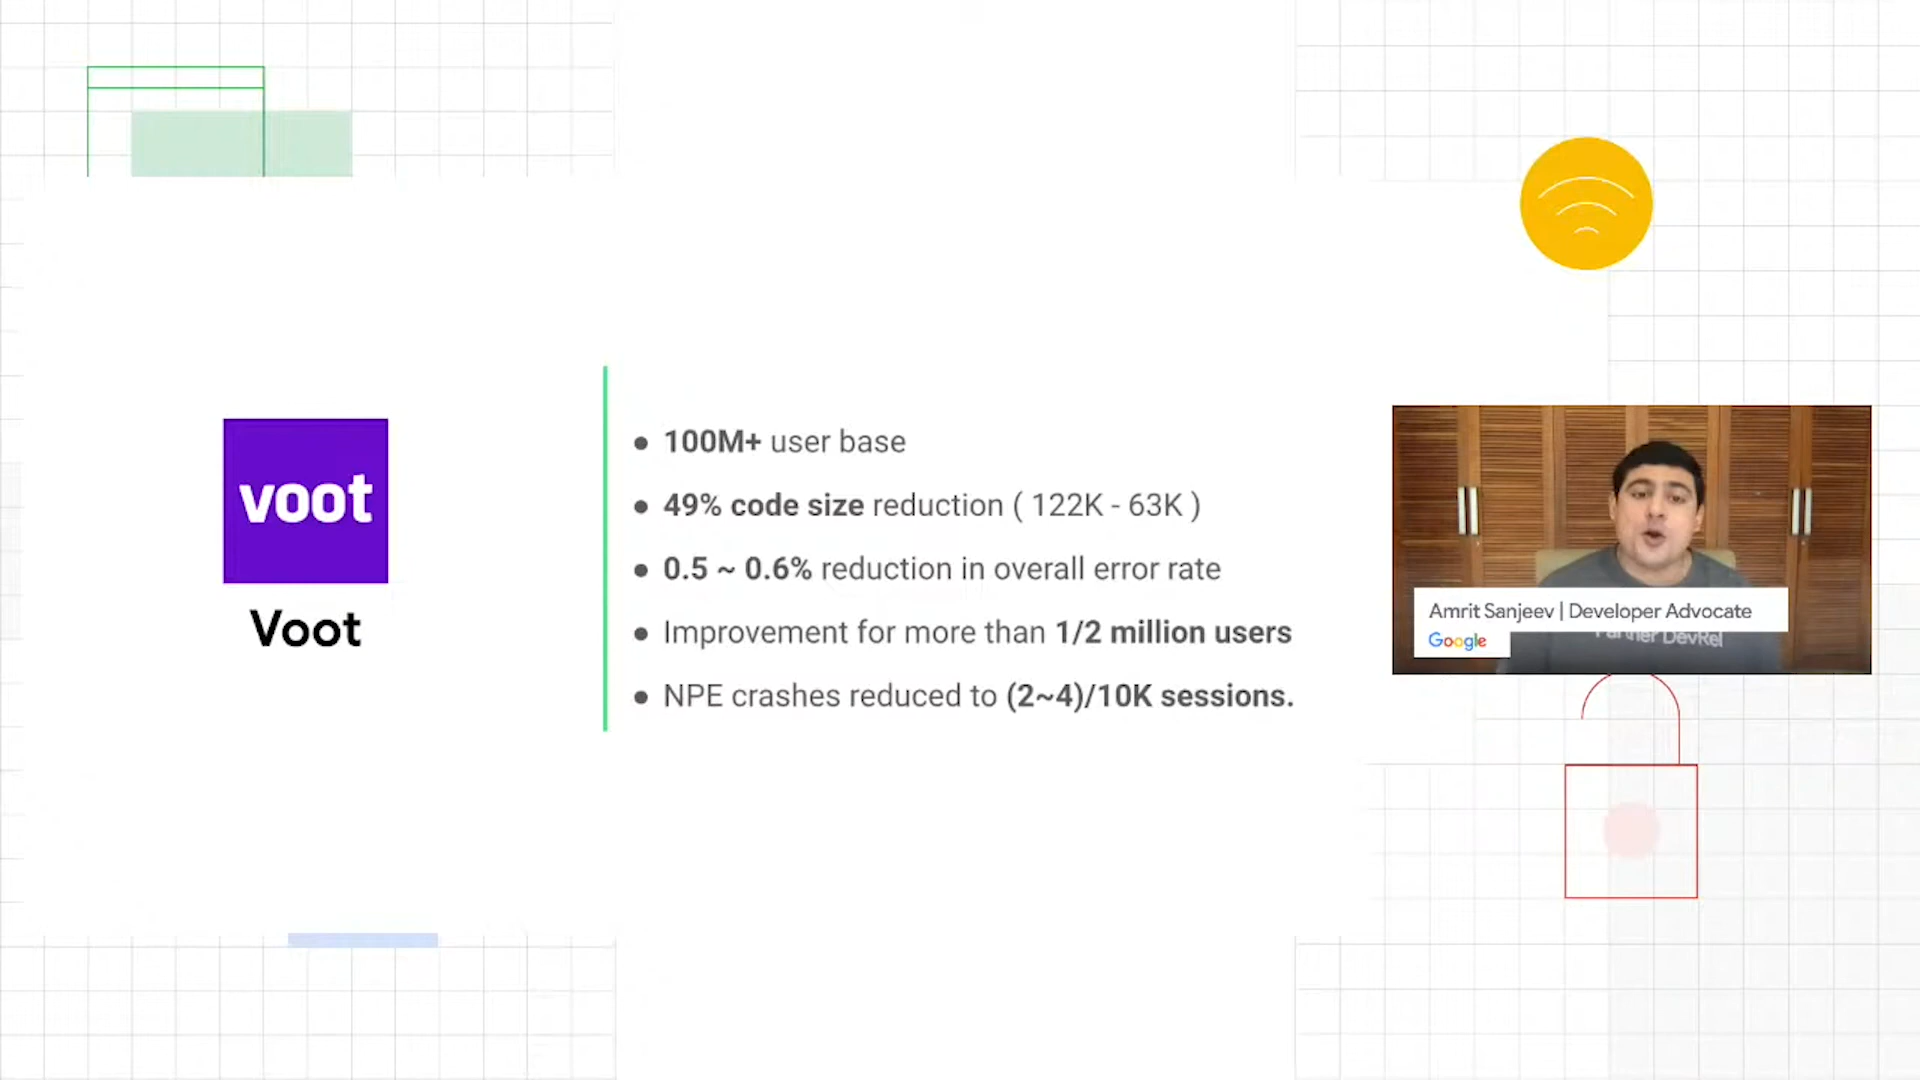 voot
Voot
100M+ user base
49% code size reduction ( 122K - 63K )
0.5 ~ 0.6% reduction in overall error rate
Improvement for more than 1/2 million users
NPE crashes reduced to (2~4)/10K sessions.
Amrit Sanjeev | Developer Advocate
Google
Partner DevRel